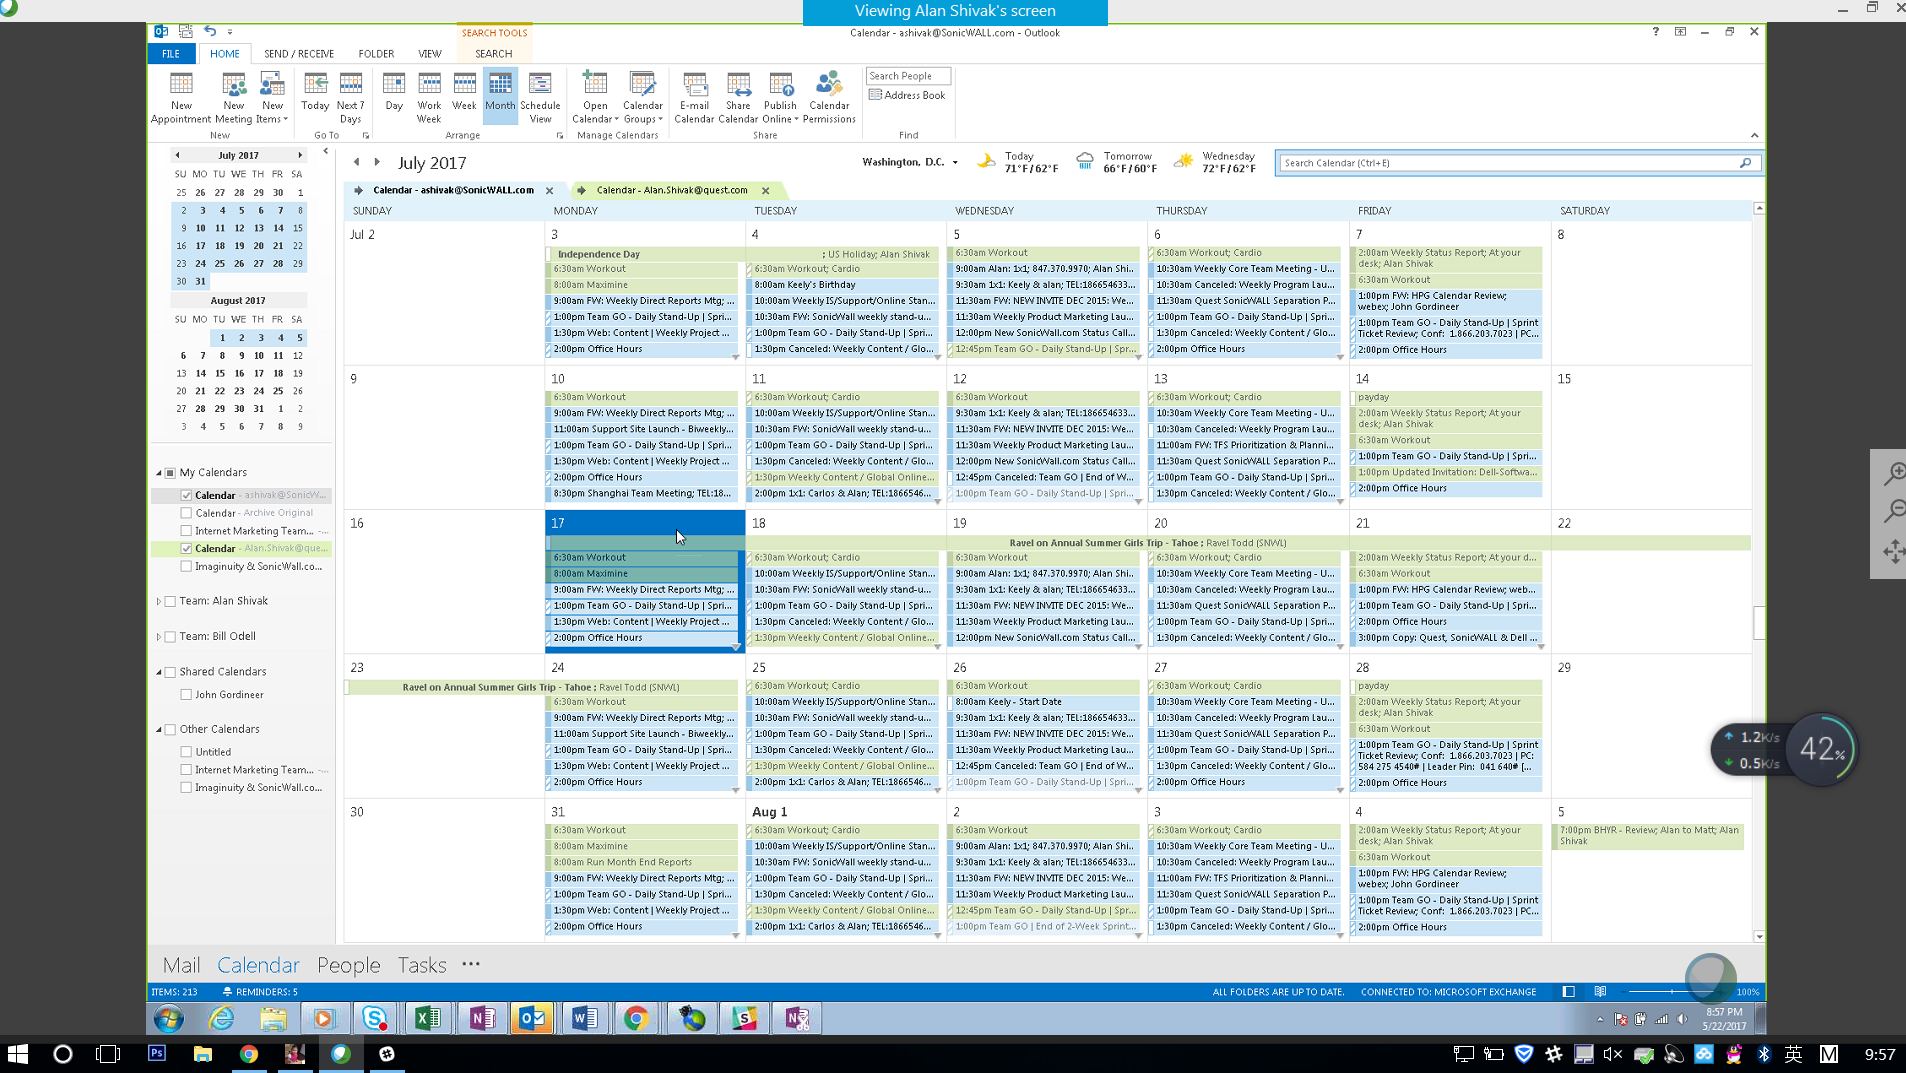 Viewing Alan Shivak's screen
SEARCH TOOLS
Calendar - ashivak@SonicWALL.com - Outlook
FILE HOME SEND / RECEIVE FOLDER VIEW SEARCH
New Appointment
New Meeting
New Items
Today
Next 7 Days
Day
Work Week
Week
Month
Schedule View
Open Calendar
Calendar Groups
E-mail Calendar
Share Calendar
Publish Online
Calendar Permissions
Search People
Address Book
New Go To Arrange Manage Calendars Share Find
July 2017
SU MO TU WE TH FR SA
25 26 27 28 29 30 1
2 3 4 5 6 7 8
9 10 11 12 13 14 15
16 17 18 19 20 21 22
23 24 25 26 27 28 29
30 31
August 2017
SU MO TU WE TH FR SA
1 2 3 4 5
6 7 8 9 10 11 12
13 14 15 16 17 18 19
20 21 22 23 24 25 26
27 28 29 30 31 1 2
3 4 5 6 7 8 9
My Calendars
Calendar - ashivak@SonicW...
Calendar - Archive Original
Internet Marketing Team... -...
Calendar - Alan.Shivak@que...
Imaginuity & SonicWall.co...
Team: Alan Shivak
Team: Bill Odell
Shared Calendars
John Gordineer
Other Calendars
Untitled
Internet Marketing Team... -...
Imaginuity & SonicWall.co...
July 2017
Washington, D.C.
Today
71°F/62°F
Tomorrow
66°F/60°F
Wednesday
72°F/62°F
Search Calendar (Ctrl+E)
Calendar - ashivak@SonicWALL.com
Calendar - Alan.Shivak@quest.com
SUNDAY MONDAY TUESDAY WEDNESDAY THURSDAY FRIDAY SATURDAY
Jul 2
3
Independence Day
; US Holiday; Alan Shivak
6:30am Workout
8:00am Maximine
9:00am FW: Weekly Direct Reports Mtg; ...
1:00pm Team GO - Daily Stand-Up | Spri...
1:30pm Web: Content | Weekly Project ...
2:00pm Office Hours
4
6:30am Workout; Cardio
8:00am Keely's Birthday
10:00am Weekly IS/Support/Online Stan...
10:30am FW: SonicWall weekly stand-u...
1:00pm Team GO - Daily Stand-Up | Spri...
1:30pm Canceled: Weekly Content / Glo...
5
6:30am Workout
9:00am Alan: 1x1; 847.370.9970; Alan Shi...
9:30am 1x1: Keely & alan; TEL:186654633...
11:30am FW: NEW INVITE DEC 2015: We...
11:30am Weekly Product Marketing Lau...
12:00pm New SonicWall.com Status Call...
12:45pm Team GO - Daily Stand-Up | Spr...
6
6:30am Workout; Cardio
10:30am Weekly Core Team Meeting - U...
10:30am Canceled: Weekly Program Lau...
11:30am Quest SonicWALL Separation P...
1:00pm Team GO - Daily Stand-Up | Spri...
1:30pm Canceled: Weekly Content / Glo...
2:00pm Office Hours
7
2:00am Weekly Status Report; At your
desk; Alan Shivak
6:30am Workout
1:00pm FW: HPG Calendar Review;
webex; John Gordineer
1:00pm Team GO - Daily Stand-Up | Sprint
Ticket Review; Conf: 1.866.203.7023 | PC...
2:00pm Office Hours
8
9
10
6:30am Workout
9:00am FW: Weekly Direct Reports Mtg; ...
11:00am Support Site Launch - Biweekly...
1:00pm Team GO - Daily Stand-Up | Spri...
1:30pm Web: Content | Weekly Project ...
2:00pm Office Hours
8:30pm Shanghai Team Meeting; TEL:18...
11
6:30am Workout; Cardio
10:00am Weekly IS/Support/Online Stan...
10:30am FW: SonicWall weekly stand-u...
1:00pm Team GO - Daily Stand-Up | Spri...
1:30pm Canceled: Weekly Content / Glo...
1:30pm Weekly Content / Global Online...
2:00pm 1x1: Carlos & Alan; TEL:1866546...
12
6:30am Workout
9:30am 1x1: Keely & alan; TEL:186654633...
11:30am FW: NEW INVITE DEC 2015: We...
11:30am Weekly Product Marketing Lau...
12:00pm New SonicWall.com Status Call...
12:45pm Canceled: Team GO | End of W...
1:00pm Team GO - Daily Stand-Up | Spri...
13
6:30am Workout; Cardio
10:30am Weekly Core Team Meeting - U...
10:30am Canceled: Weekly Program Lau...
11:00am FW: TFS Prioritization & Planni...
11:30am Quest SonicWALL Separation P...
1:00pm Team GO - Daily Stand-Up | Spri...
1:30pm Canceled: Weekly Content / Glo...
14
payday
2:00am Weekly Status Report; At your
desk; Alan Shivak
6:30am Workout
1:00pm Team GO - Daily Stand-Up | Spri...
1:00pm Updated Invitation: Dell-Softwa...
2:00pm Office Hours
15
16
17
6:30am Workout
8:00am Maximine
9:00am FW: Weekly Direct Reports Mtg; ...
1:00pm Team GO - Daily Stand-Up | Spri...
1:30pm Web: Content | Weekly Project ...
2:00pm Office Hours
Ravel on Annual Summer Girls Trip - Tahoe ; Ravel Todd (SNWL)
18
6:30am Workout; Cardio
10:00am Weekly IS/Support/Online Stan...
10:30am FW: SonicWall weekly stand-u...
1:00pm Team GO - Daily Stand-Up | Spri...
1:30pm Canceled: Weekly Content / Glo...
1:30pm Weekly Content / Global Online...
19
6:30am Workout
9:00am Alan: 1x1; 847.370.9970; Alan Shi...
9:30am 1x1: Keely & alan; TEL:186654633...
11:30am FW: NEW INVITE DEC 2015: We...
11:30am Weekly Product Marketing Lau...
12:00pm New SonicWall.com Status Call...
20
6:30am Workout; Cardio
10:30am Weekly Core Team Meeting - U...
10:30am Canceled: Weekly Program Lau...
11:30am Quest SonicWALL Separation P...
1:00pm Team GO - Daily Stand-Up | Spri...
1:30pm Canceled: Weekly Content / Glo...
21
2:00am Weekly Status Report; At your d...
6:30am Workout
1:00pm FW: HPG Calendar Review; web...
1:00pm Team GO - Daily Stand-Up | Spri...
2:00pm Office Hours
3:00pm Copy: Quest, SonicWALL & Dell ...
22
23
Ravel on Annual Summer Girls Trip - Tahoe ; Ravel Todd (SNWL)
24
6:30am Workout
9:00am FW: Weekly Direct Reports Mtg; ...
11:00am Support Site Launch - Biweekly...
1:00pm Team GO - Daily Stand-Up | Spri...
1:30pm Web: Content | Weekly Project ...
2:00pm Office Hours
25
6:30am Workout; Cardio
10:00am Weekly IS/Support/Online Stan...
10:30am FW: SonicWall weekly stand-u...
1:00pm Team GO - Daily Stand-Up | Spri...
1:30pm Canceled: Weekly Content / Glo...
1:30pm Weekly Content / Global Online...
2:00pm 1x1: Carlos & Alan; TEL:1866546...
26
6:30am Workout
8:00am Keely - Start Date
9:30am 1x1: Keely & alan; TEL:186654633...
11:30am FW: NEW INVITE DEC 2015: We...
11:30am Weekly Product Marketing Lau...
12:45pm Canceled: Team GO | End of W...
1:00pm Team GO - Daily Stand-Up | Spri...
27
6:30am Workout; Cardio
10:30am Weekly Core Team Meeting - U...
10:30am Canceled: Weekly Program Lau...
11:30am Quest SonicWALL Separation P...
1:00pm Team GO - Daily Stand-Up | Spri...
1:30pm Canceled: Weekly Content / Glo...
2:00pm Office Hours
28
payday
2:00am Weekly Status Report; At your
desk; Alan Shivak
6:30am Workout
1:00pm Team GO - Daily Stand-Up | Sprint
Ticket Review; Conf: 1.866.203.7023 | PC:
584 275 4540# | Leader Pin: 041 640# [...
2:00pm Office Hours
29
30
31
6:30am Workout
8:00am Maximine
8:00am Run Month End Reports
9:00am FW: Weekly Direct Reports Mtg; ...
1:00pm Team GO - Daily Stand-Up | Spri...
1:30pm Web: Content | Weekly Project ...
2:00pm Office Hours
Aug 1
6:30am Workout; Cardio
10:00am Weekly IS/Support/Online Stan...
10:30am FW: SonicWall weekly stand-u...
1:00pm Team GO - Daily Stand-Up | Spri...
1:30pm Canceled: Weekly Content / Glo...
1:30pm Weekly Content / Global Online...
2:00pm 1x1: Carlos & Alan; TEL:1866546...
2
6:30am Workout
9:00am Alan: 1x1; 847.370.9970; Alan Shi...
9:30am 1x1: Keely & alan; TEL:186654633...
11:30am FW: NEW INVITE DEC 2015: We...
11:30am Weekly Product Marketing Lau...
12:45pm Team GO - Daily Stand-Up | Spr...
1:00pm Team GO | End of 2-Week Sprint...
3
6:30am Workout; Cardio
10:30am Weekly Core Team Meeting - U...
10:30am Canceled: Weekly Program Lau...
11:00am FW: TFS Prioritization & Planni...
11:30am Quest SonicWALL Separation P...
1:00pm Team GO - Daily Stand-Up | Spri...
1:30pm Canceled: Weekly Content / Glo...
4
2:00am Weekly Status Report; At your
desk; Alan Shivak
6:30am Workout
1:00pm FW: HPG Calendar Review;
webex; John Gordineer
1:00pm Team GO - Daily Stand-Up | Sprint
Ticket Review; Conf: 1.866.203.7023 | PC...
2:00pm Office Hours
5
7:00pm BHYR - Review; Alan to Matt; Alan
Shivak
1.2K/s
0.5K/s
42%
Mail Calendar People Tasks ...
ITEMS: 213 REMINDERS: 5
ALL FOLDERS ARE UP TO DATE. CONNECTED TO: MICROSOFT EXCHANGE
100%
8:57 PM
5/22/2017
英 M 9:57